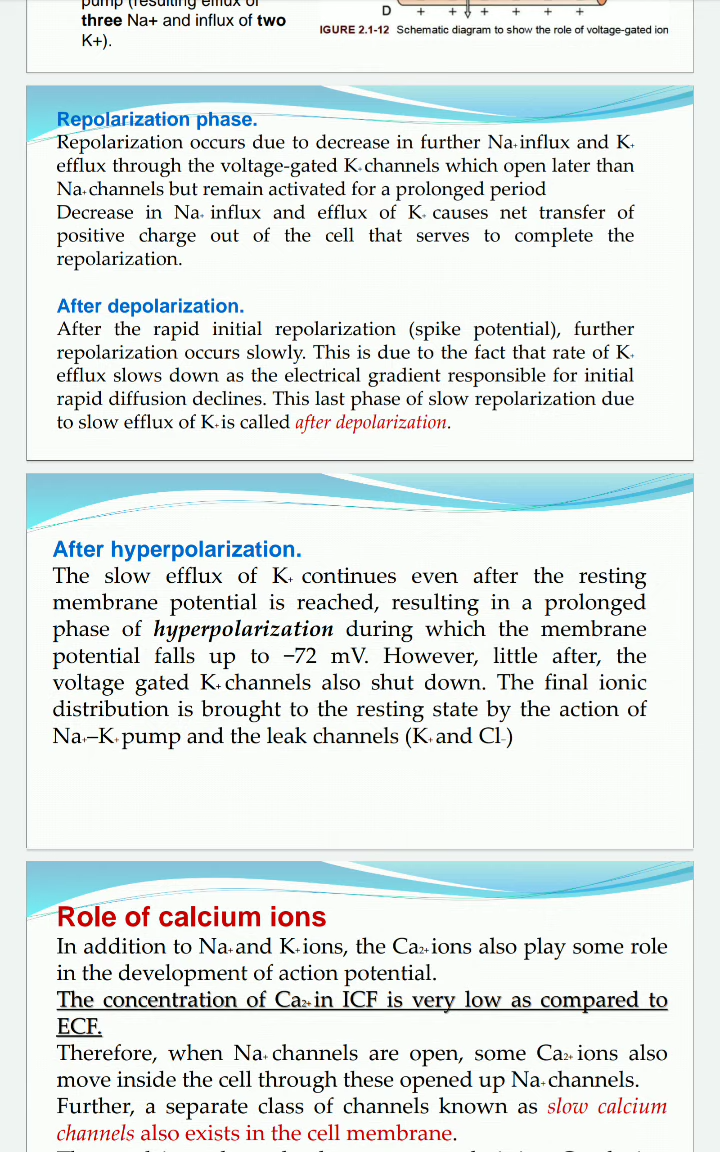 pump (resulting efflux of
three Na+ and influx of two
K+).
D + + + + + +
IGURE 2.1-12 Schematic diagram to show the role of voltage-gated ion
Repolarization phase.
Repolarization occurs due to decrease in further Na+ influx and K+
efflux through the voltage-gated K+ channels which open later than
Na+ channels but remain activated for a prolonged period
Decrease in Na+ influx and efflux of K+ causes net transfer of
positive charge out of the cell that serves to complete the
repolarization.
After depolarization.
After the rapid initial repolarization (spike potential), further
repolarization occurs slowly. This is due to the fact that rate of K+
efflux slows down as the electrical gradient responsible for initial
rapid diffusion declines. This last phase of slow repolarization due
to slow efflux of K+ is called after depolarization.
After hyperpolarization.
The slow efflux of K+ continues even after the resting
membrane potential is reached, resulting in a prolonged
phase of hyperpolarization during which the membrane
potential falls up to −72 mV. However, little after, the
voltage gated K+ channels also shut down. The final ionic
distribution is brought to the resting state by the action of
Na+–K+ pump and the leak channels (K+ and Cl-)
Role of calcium ions
In addition to Na+ and K+ ions, the Ca2+ ions also play some role
in the development of action potential.
The concentration of Ca2+ in ICF is very low as compared to
ECF.
Therefore, when Na+ channels are open, some Ca2+ ions also
move inside the cell through these opened up Na+ channels.
Further, a separate class of channels known as slow calcium
channels also exists in the cell membrane.